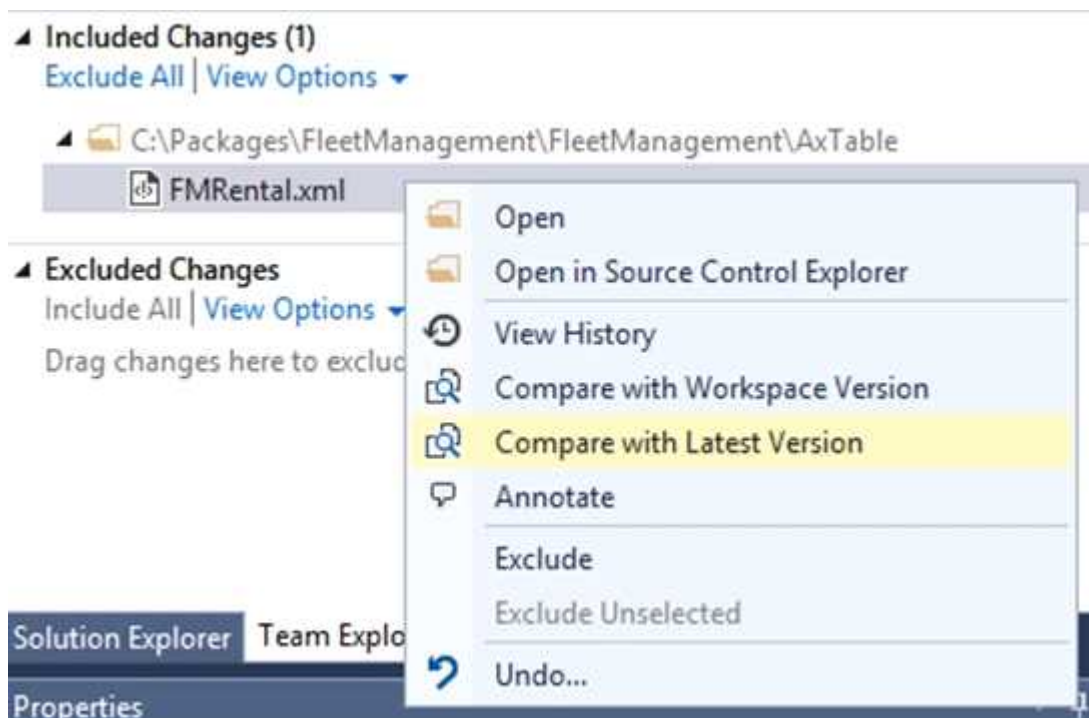 Included Changes (1)
Exclude All | View Options
C:\Packages\FleetManagement\FleetManagement\AxTable
FMRental.xml
Excluded Changes
Include All | View Options
Drag changes here to exclud
Open
Open in Source Control Explorer
View History
Compare with Workspace Version
Compare with Latest Version
Annotate
Exclude
Exclude Unselected
Undo...
Solution Explorer Team Explo
Properties